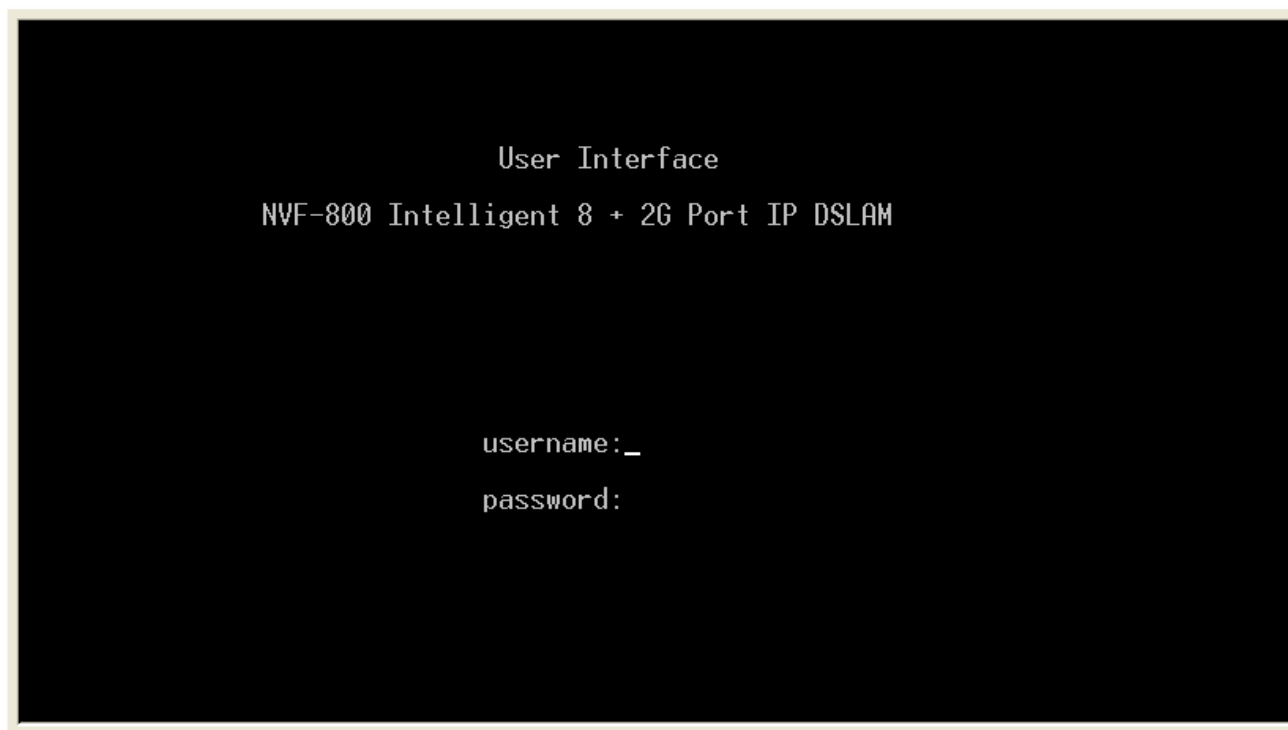 User Interface
NVF-800 Intelligent 8 + 2G Port IP DSLAM
username:_
password: